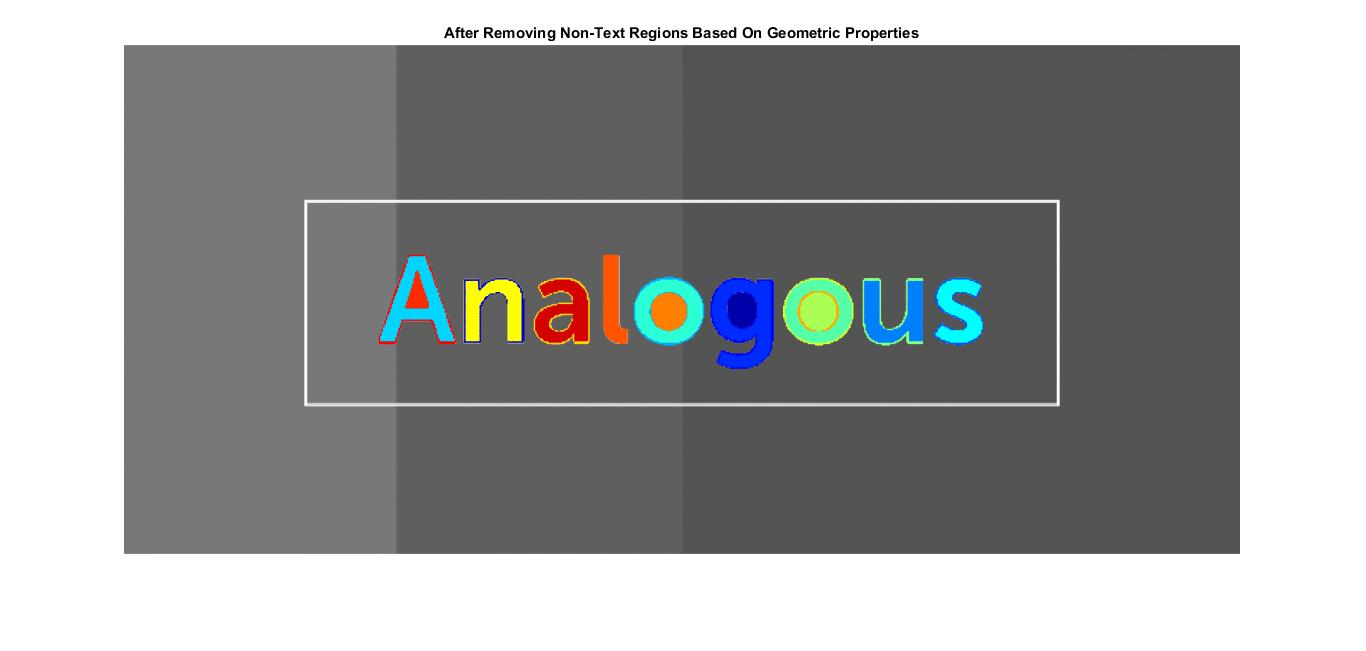 After Removing Non-Text Regions Based On Geometric Properties
Analogous